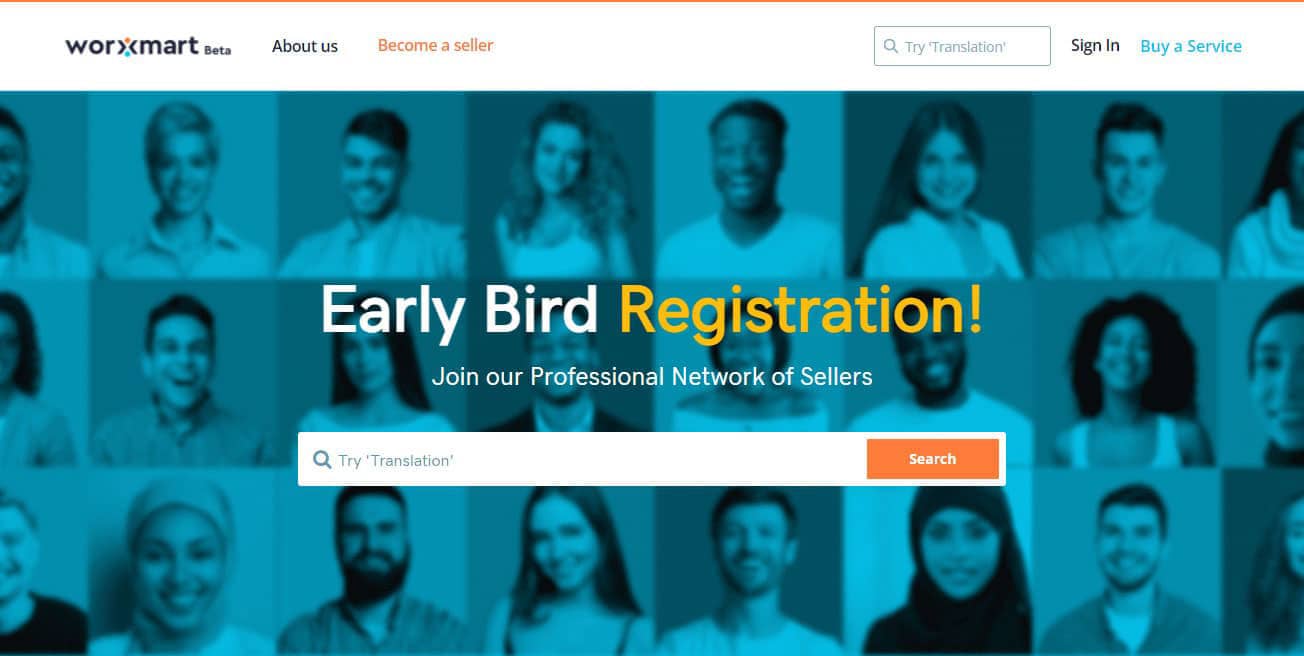 worxmart Beta
About us
Become a seller
Try 'Translation'
Sign In
Buy a Service
Early Bird Registration!
Join our Professional Network of Sellers
Try 'Translation'
Search